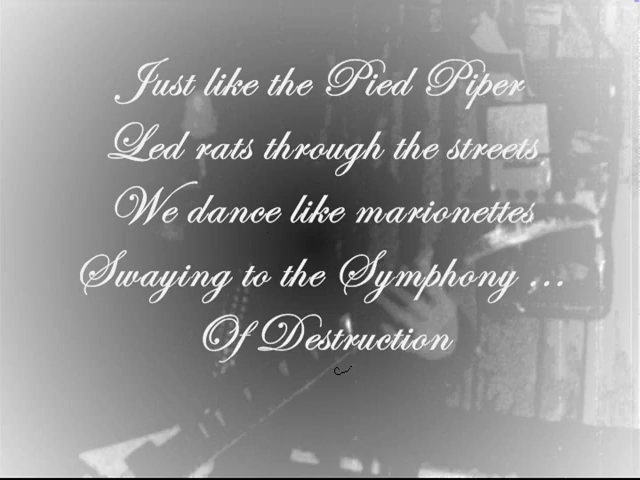 Just like the Pied Piper
Led rats through the streets
We dance like marionettes
Swaying to the Symphony ...
Of Destruction